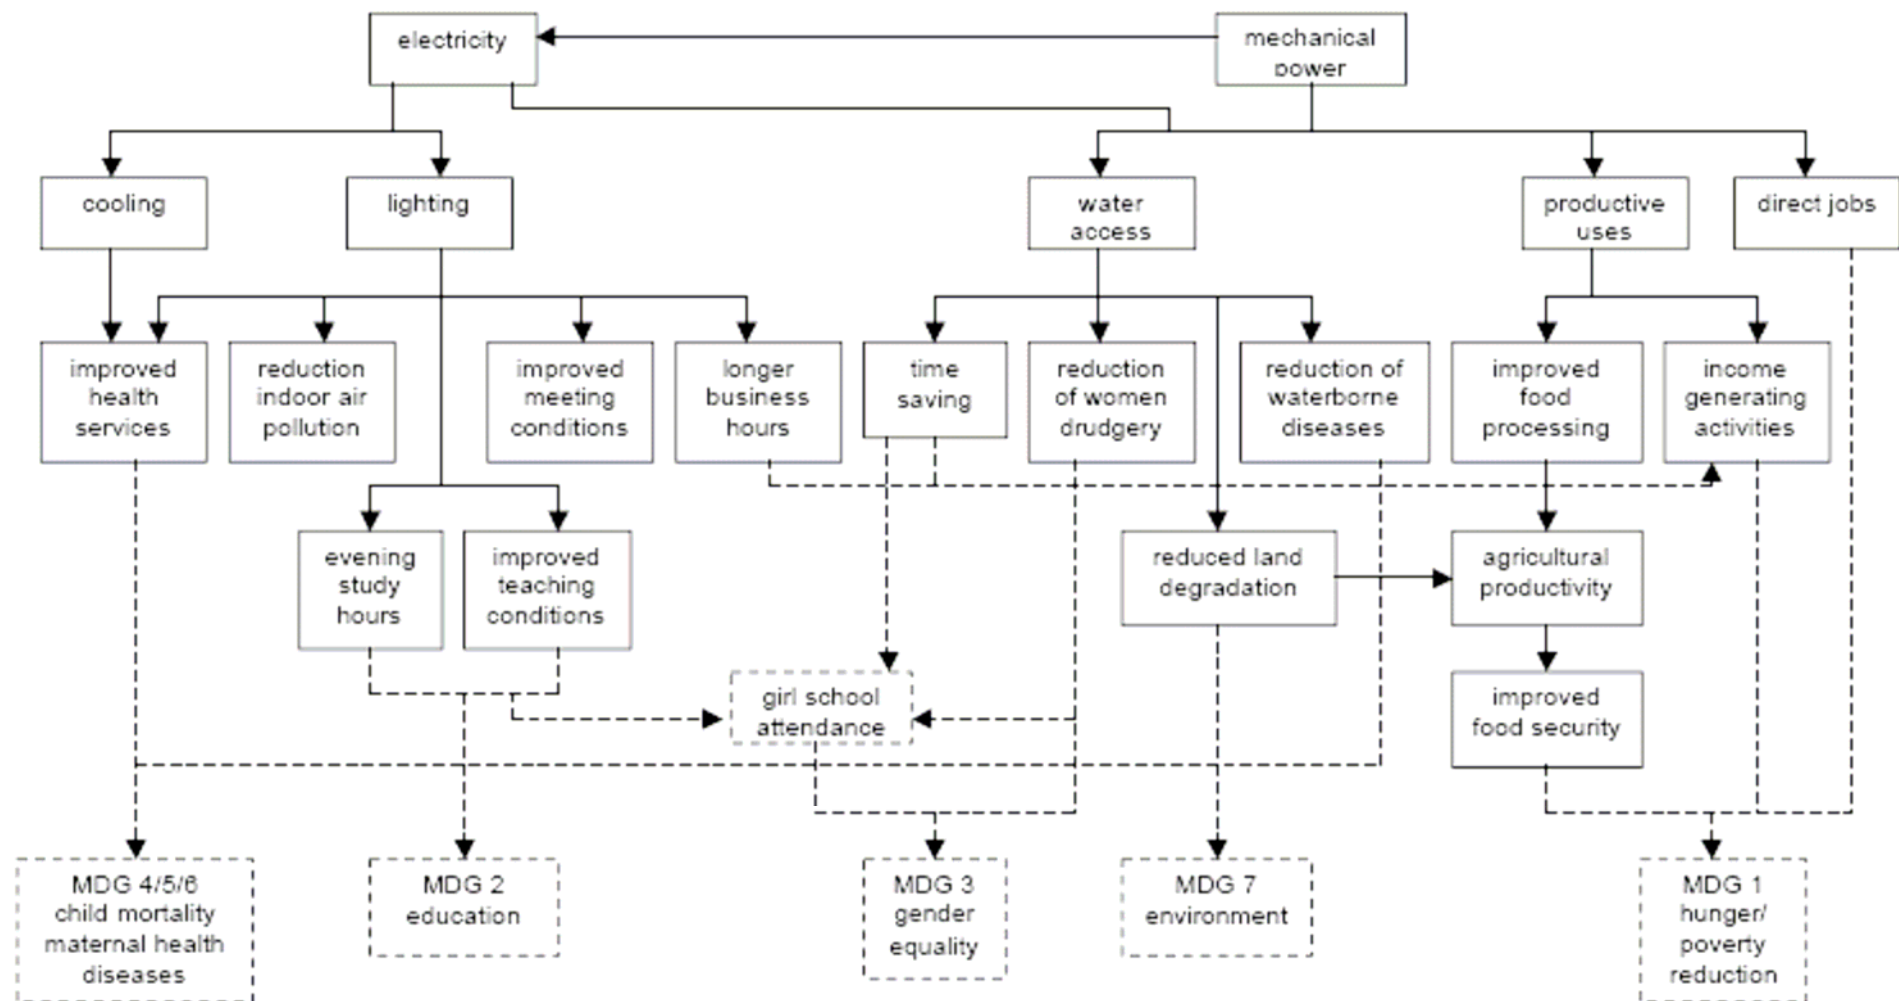 electricity
mechanical
power
cooling
lighting
water
access
productive
uses
direct jobs
improved
health
services
reduction
indoor air
pollution
improved
meeting
conditions
longer
business
hours
time
saving
reduction
of women
drudgery
reduction of
waterborne
diseases
improved
food
processing
income
generating
activities
evening
study
hours
improved
teaching
conditions
reduced land
degradation
agricultural
productivity
girl school
attendance
improved
food security
MDG 4/5/6
child mortality
maternal health
diseases
MDG 2
education
MDG 3
gender
equality
MDG 7
environment
MDG 1
hunger/
poverty
reduction